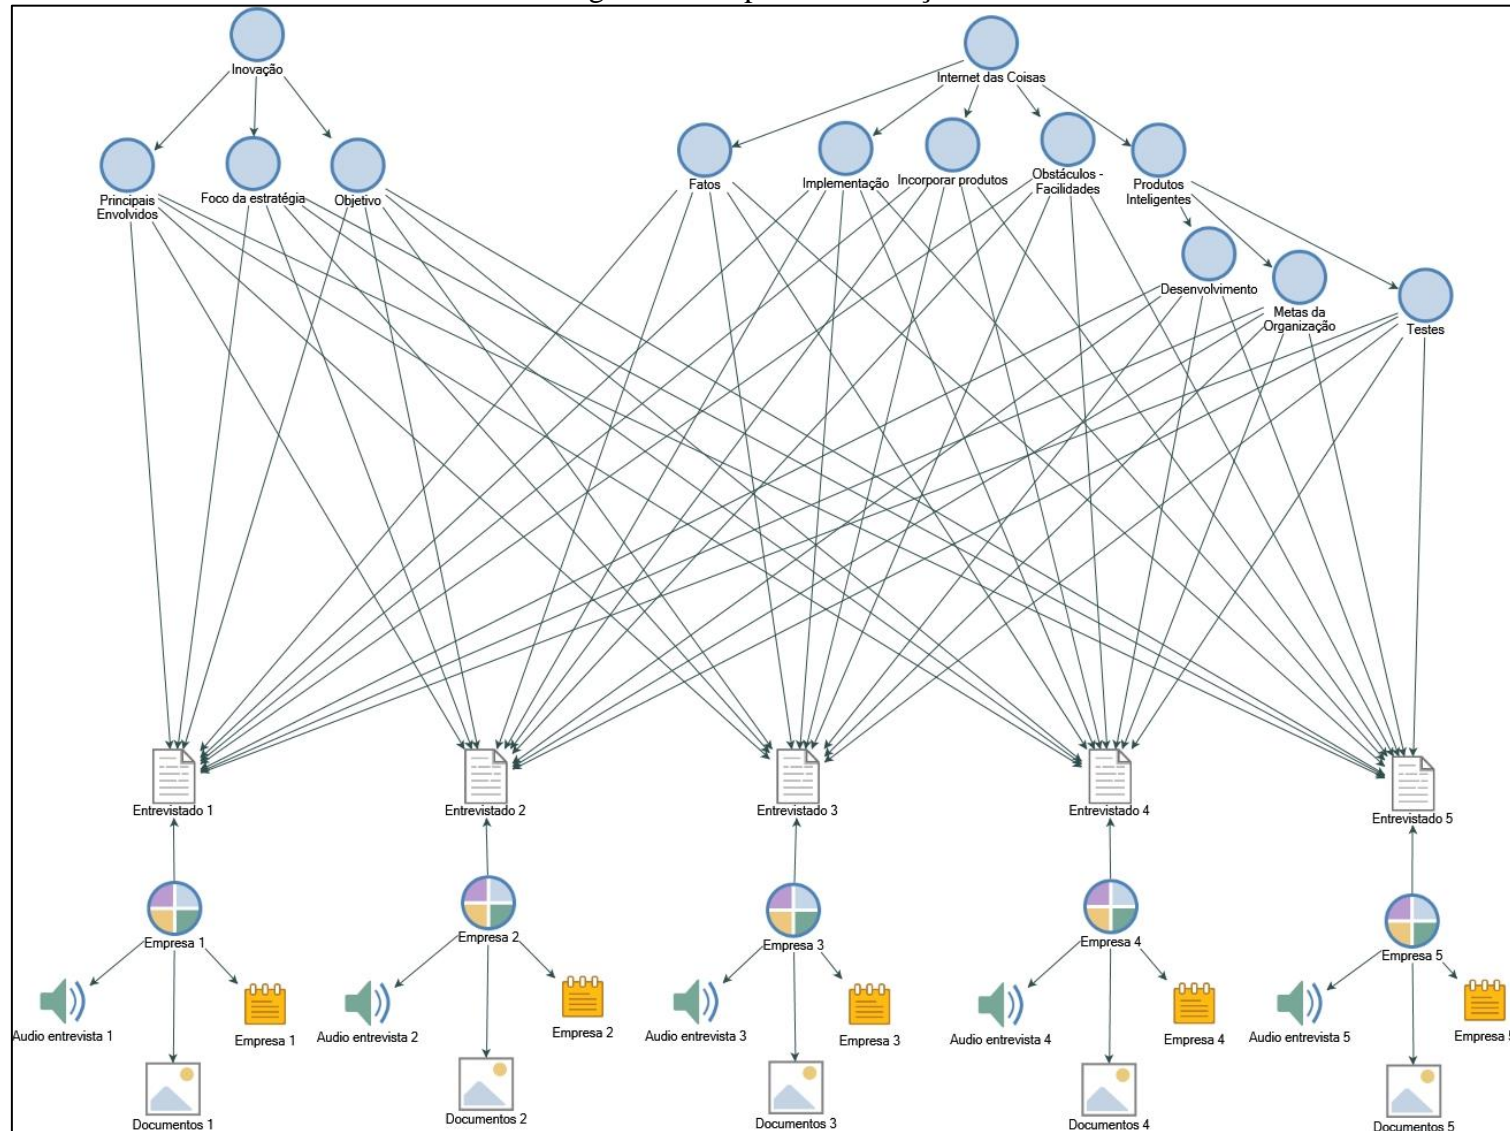 Inovação
Internet das Coisas
Principais
Envolvidos
Foco da estratégia
Objetivo
Fatos
Implementação
Incorporar produtos
Obstáculos -
Facilidades
Produtos
Inteligentes
Desenvolvimento
Metas da
Organização
Testes
Entrevistado 1
Entrevistado 2
Entrevistado 3
Entrevistado 4
Entrevistado 5
Empresa 1
Empresa 2
Empresa 3
Empresa 4
Empresa 5
Audio entrevista 1
Empresa 1
Audio entrevista 2
Empresa 2
Audio entrevista 3
Empresa 3
Audio entrevista 4
Empresa 4
Audio entrevista 5
Empresa 5
Documentos 1
Documentos 2
Documentos 3
Documentos 4
Documentos 5